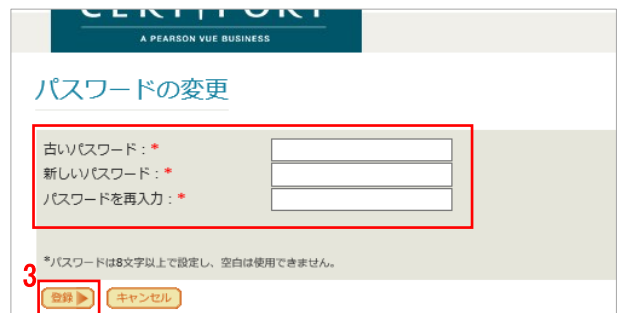 CERTIPORT
A PEARSON VUE BUSINESS
パスワードの変更
古いパスワード：*
新しいパスワード：*
パスワードを再入力：*
*パスワードは8文字以上で設定し、空白は使用できません。
3
登録 キャンセル